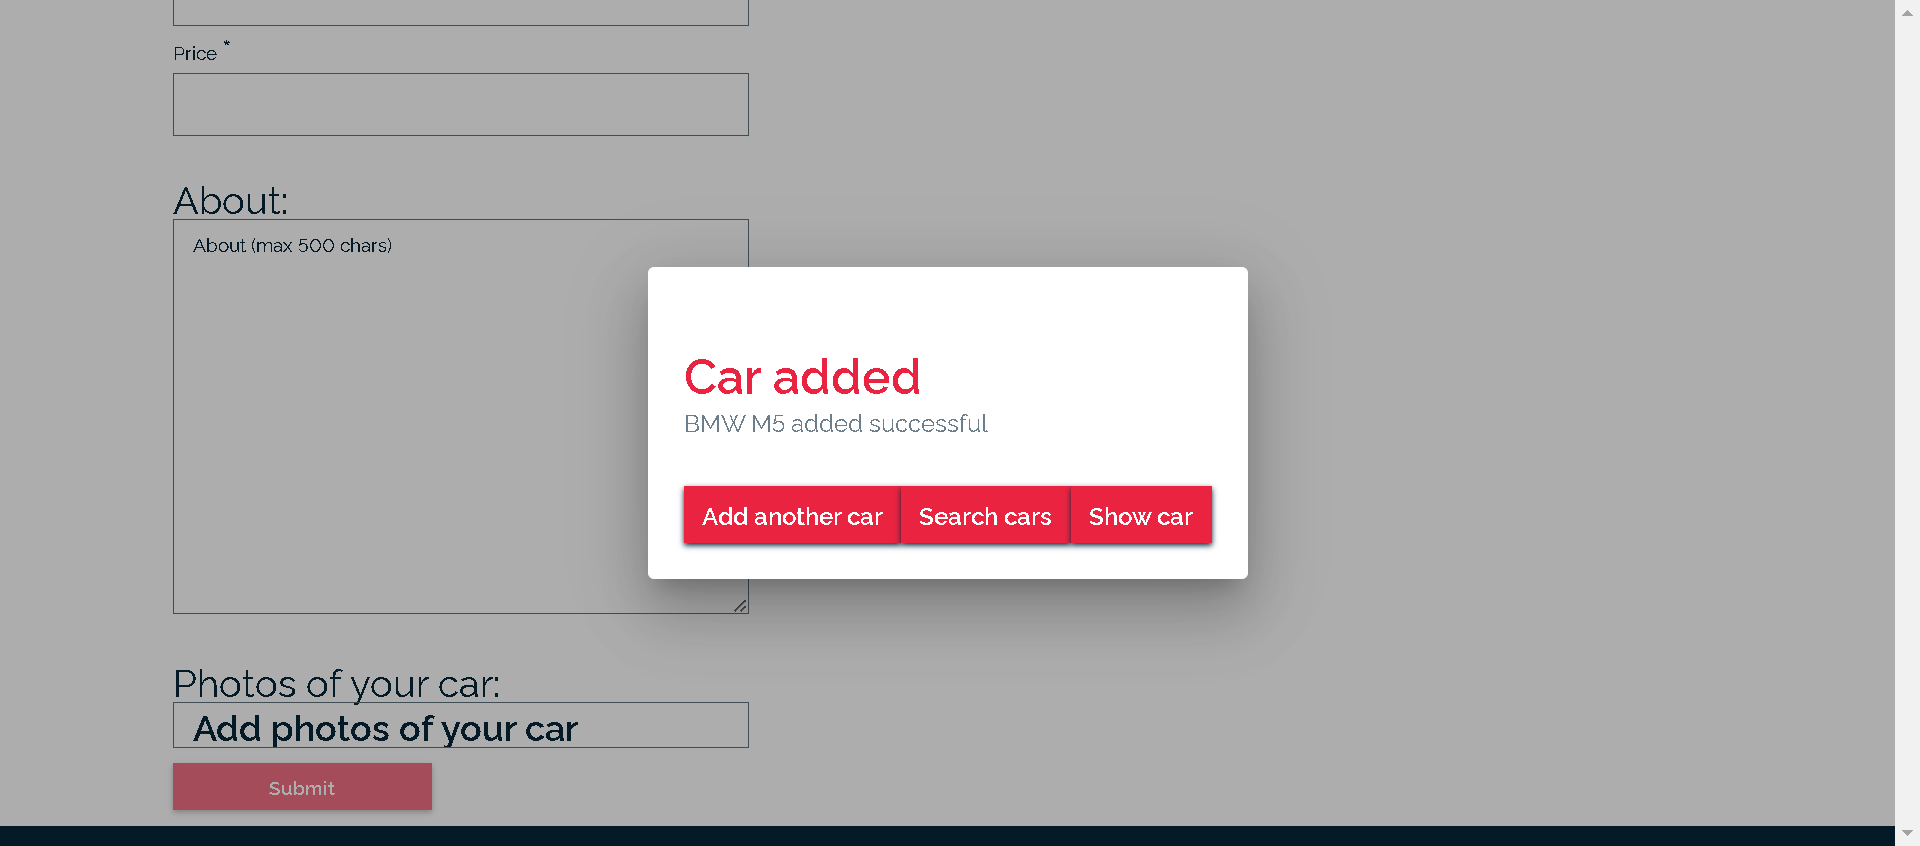 Price *
About:
About (max 500 chars)
Car added
BMW M5 added successful
Add another car
Search cars
Show car
Photos of your car:
Add photos of your car
Submit